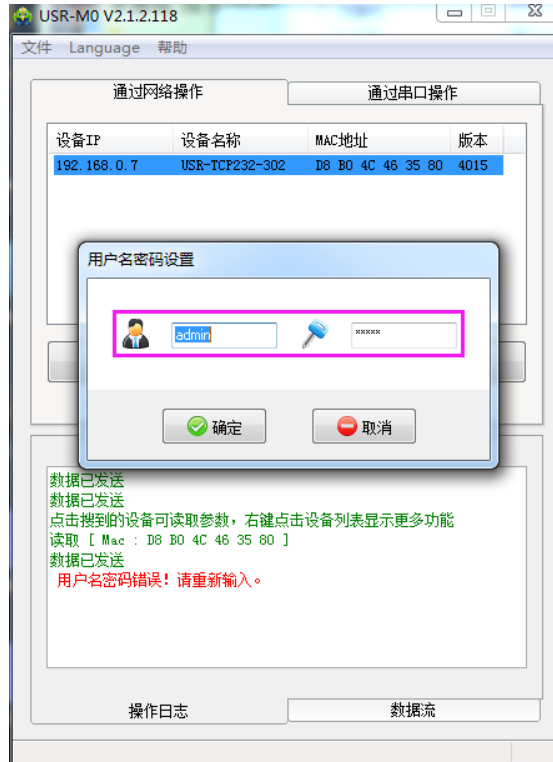 USR-M0 V2.1.2.118
文件 Language 帮助
通过网络操作 通过串口操作
设备IP 设备名称 MAC地址 版本
192.168.0.7 USR-TCP232-302 D8 B0 4C 46 35 80 4015
用户名密码设置
admin *****
确定 取消
数据已发送
数据已发送
点击搜到的设备可读取参数，右键点击设备列表显示更多功能
读取 [ Mac : D8 B0 4C 46 35 80 ]
数据已发送
用户名密码错误！请重新输入。
操作日志 数据流